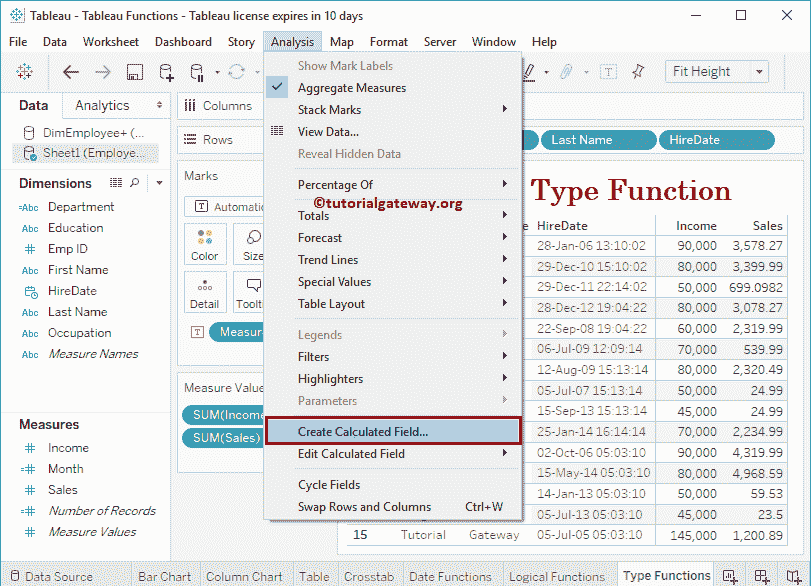 Tableau - Tableau Functions - Tableau license expires in 10 days
File Data Worksheet Dashboard Story Analysis Map Format Server Window Help
Fit Height
Data Analytics
DimEmployee+ (...
Sheet1 (Employe...
Dimensions
Abc Department
Abc Education
Emp ID
Abc First Name
HireDate
Abc Last Name
Abc Occupation
Abc Measure Names
Measures
Income
Month
Sales
Number of Records
Measure Values
Columns
Rows
Last Name HireDate
Marks
T Automatic
Color Size
Detail Toolti
T Measur
Measure Value
SUM(Income
SUM(Sales)
Show Mark Labels
Aggregate Measures
Stack Marks
View Data...
Reveal Hidden Data
Percentage Of
©tutorialgateway.org
Totals
Forecast
Trend Lines
Special Values
Table Layout
Legends
Filters
Highlighters
Parameters
Create Calculated Field...
Edit Calculated Field
Cycle Fields
Swap Rows and Columns Ctrl+W
Type Function
e HireDate Income Sales
28-Jan-06 13:10:02 90,000 3,578.27
29-Dec-10 15:10:02 80,000 3,399.99
29-Dec-11 22:14:02 50,000 699.0982
28-Dec-12 19:04:22 80,000 3,078.27
22-Sep-08 19:04:22 60,000 2,319.99
06-Jul-09 12:09:14 70,000 539.99
12-Aug-09 15:13:14 80,000 2,320.49
05-Jul-07 15:13:14 50,000 24.99
15-Sep-13 15:13:14 45,000 24.99
25-Jan-14 16:14:14 70,000 2,234.99
02-Oct-06 05:03:10 90,000 4,319.99
15-May-14 05:03:10 80,000 4,968.59
14-Jan-13 05:03:10 50,000 59.53
05-Jul-13 05:03:10 45,000 23.5
15 Tutorial Gateway 05-Jul-05 05:03:10 145,000 1,200.89
Data Source Bar Chart Column Chart Table Crosstab Date Functions Logical Functions Type Functions